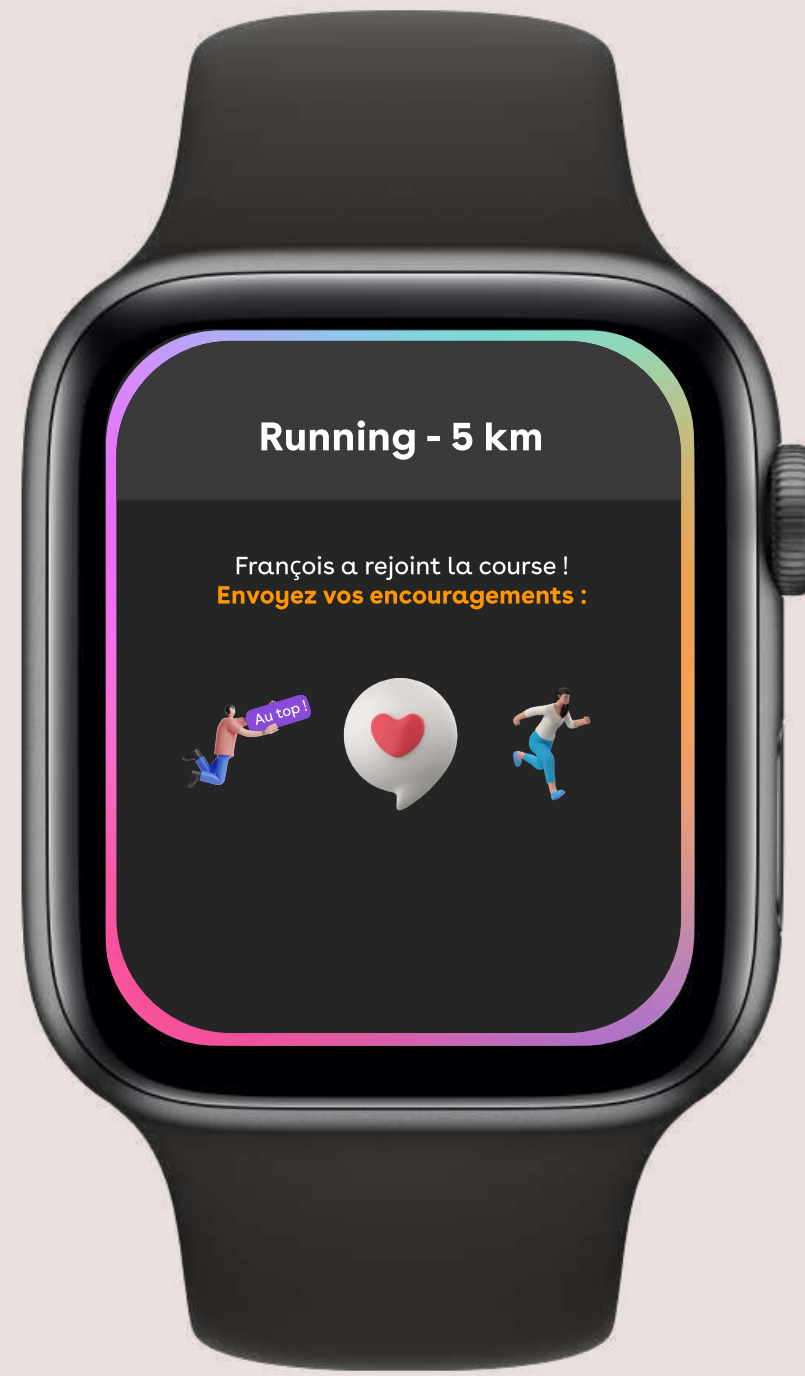 Running - 5 km
François a rejoint la course !
Envoyez vos encouragements :
Au top !